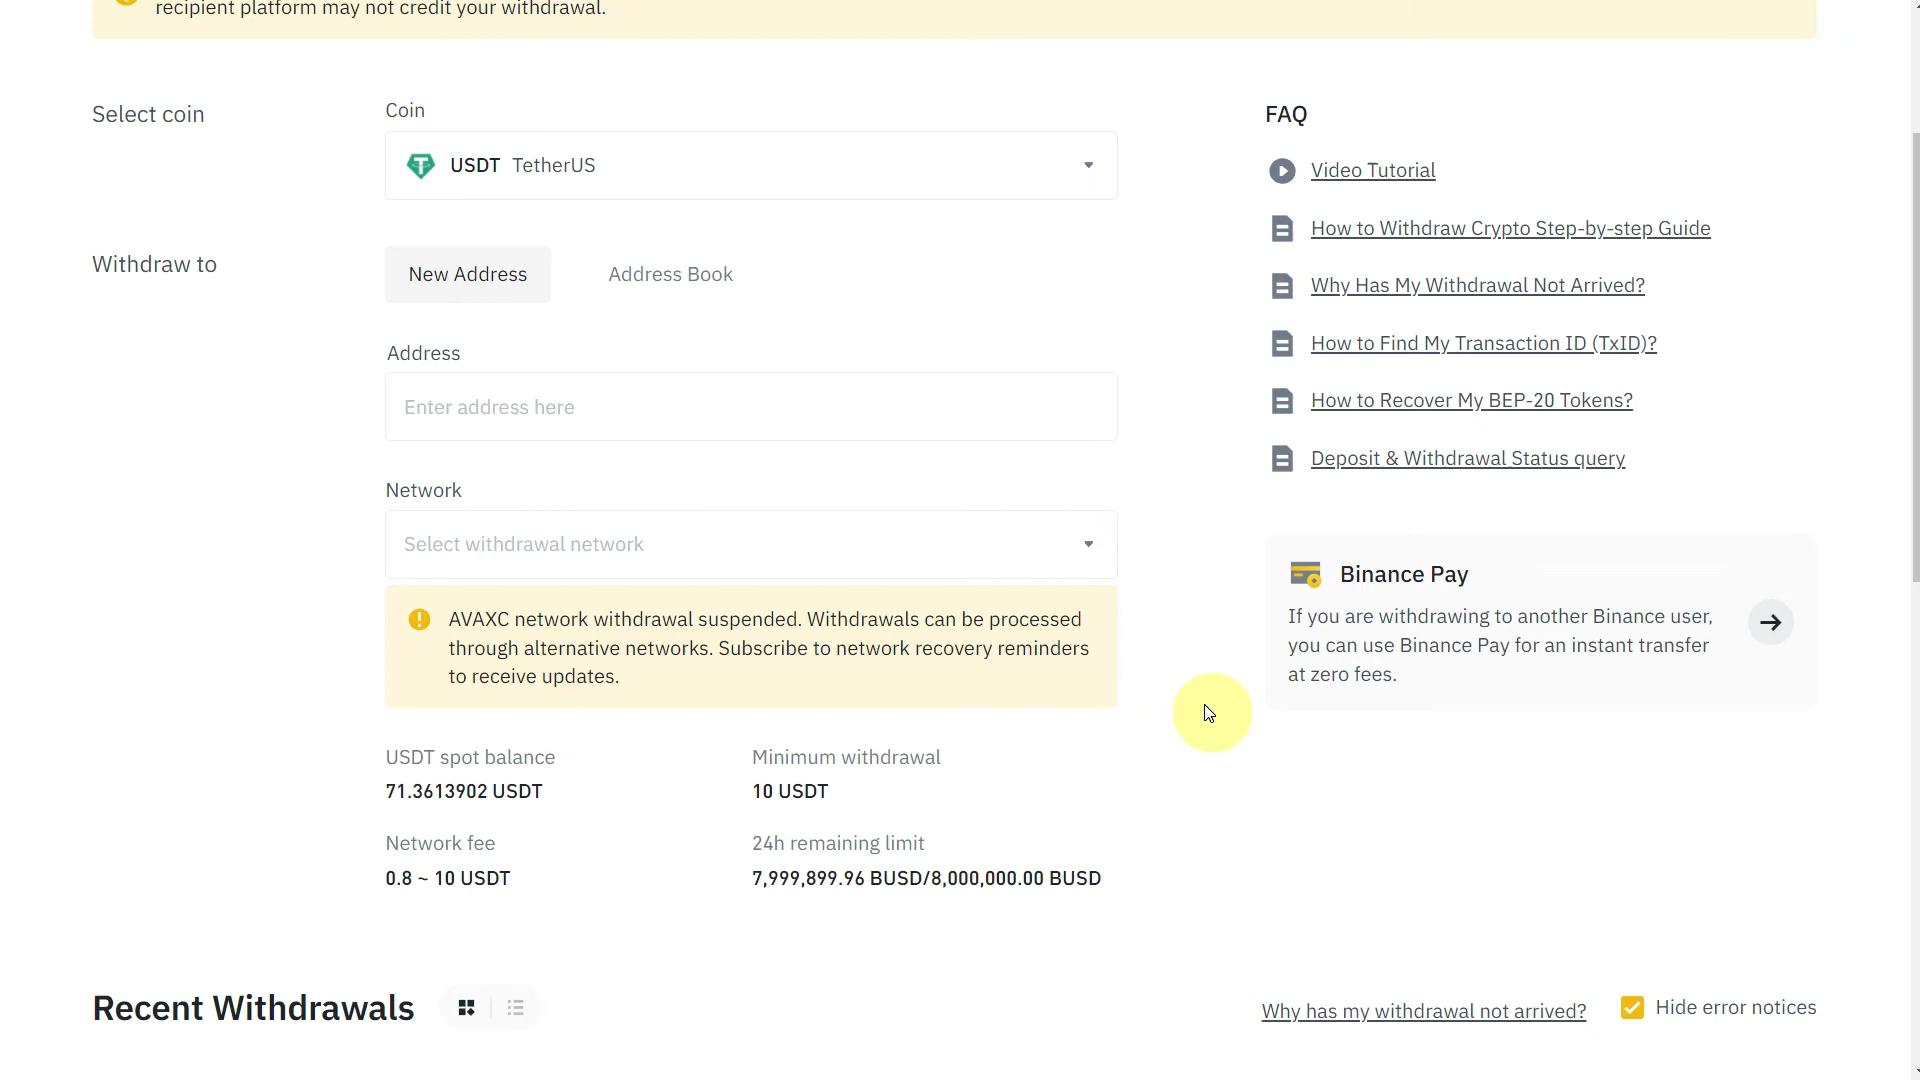 recipient platform may not credit your withdrawal.
Select coin
Coin
USDT TetherUS
Withdraw to
New Address
Address Book
Address
Enter address here
Network
Select withdrawal network
AVAXC network withdrawal suspended. Withdrawals can be processed
through alternative networks. Subscribe to network recovery reminders
to receive updates.
USDT spot balance
71.3613902 USDT
Minimum withdrawal
10 USDT
Network fee
0.8 ~ 10 USDT
24h remaining limit
7,999,899.96 BUSD/8,000,000.00 BUSD
FAQ
Video Tutorial
How to Withdraw Crypto Step-by-step Guide
Why Has My Withdrawal Not Arrived?
How to Find My Transaction ID (TxID)?
How to Recover My BEP-20 Tokens?
Deposit & Withdrawal Status query
Binance Pay
If you are withdrawing to another Binance user,
you can use Binance Pay for an instant transfer
at zero fees.
Recent Withdrawals
Why has my withdrawal not arrived?
Hide error notices